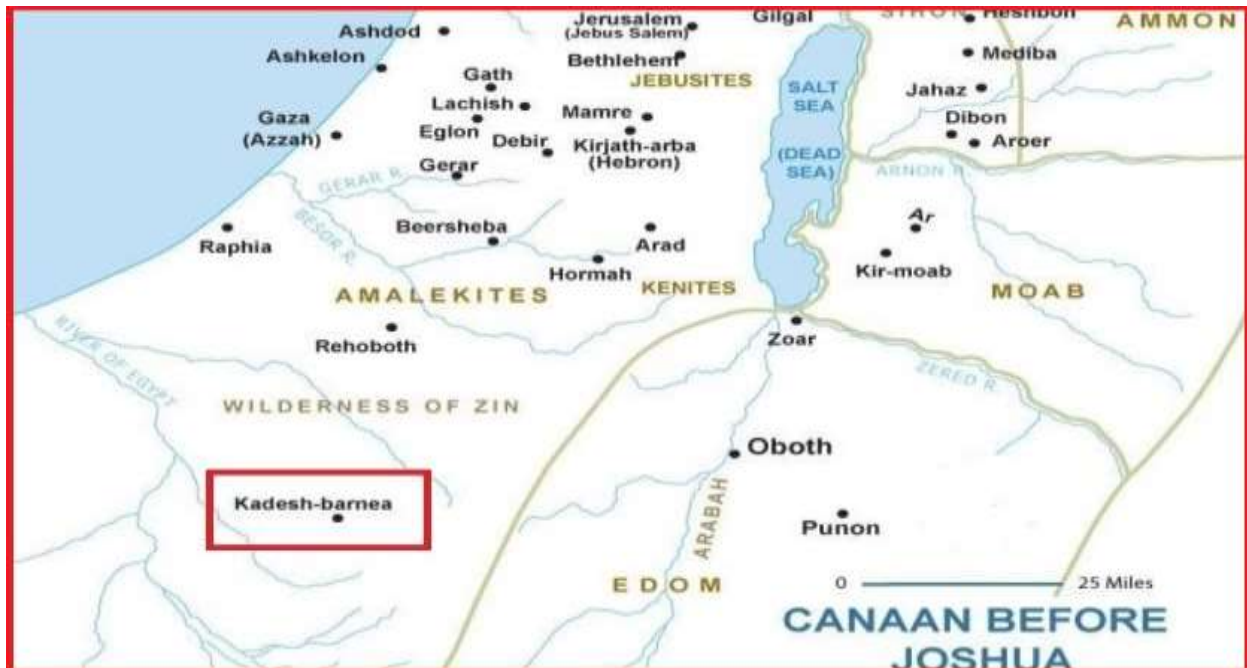 Jerusalem
(Jebus Salem)
Gilgal
SIHON
Heshbon
AMMON
Ashdod
Ashkelon
Bethlehem
JEBUSITES
Mediba
Gath
SALT
SEA
Jahaz
Lachish
Mamre
Gaza
(Azzah)
Eglon
Debir
Kirjath-arba
(Hebron)
Dibon
Aroer
(DEAD
SEA)
Gerar
GERAR R.
ARNON R.
BESOR R.
Beersheba
Ar
Raphia
Arad
Hormah
Kir-moab
AMALEKITES
KENITES
MOAB
RIVER OF EGYPT
Rehoboth
Zoar
ZERED R.
WILDERNESS OF ZIN
Oboth
Kadesh-barnea
ARABAH
Punon
EDOM
0 25 Miles
CANAAN BEFORE
JOSHUA